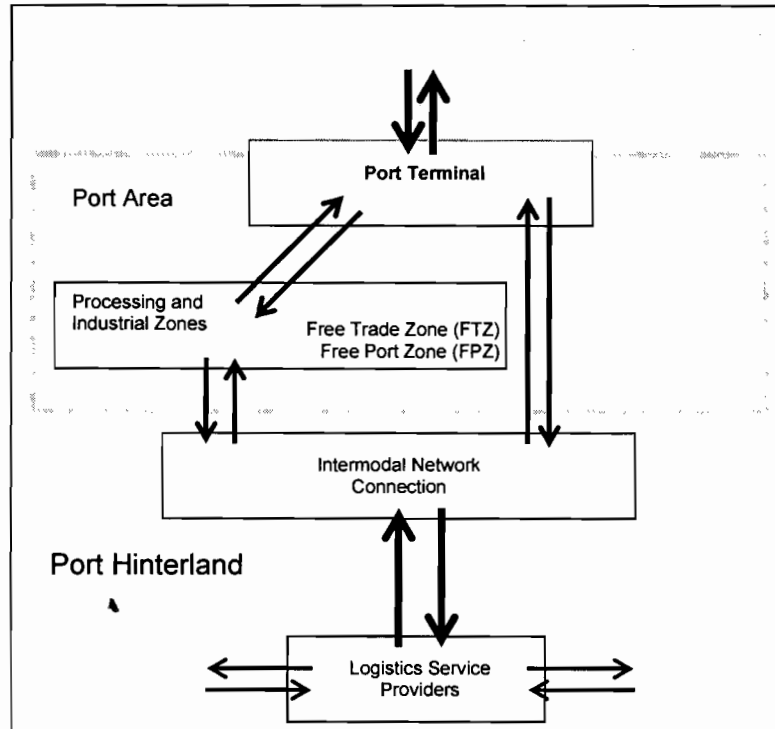 Port Terminal
Port Area
Processing and
Industrial Zones
Free Trade Zone (FTZ)
Free Port Zone (FPZ)
Intermodal Network
Connection
Port Hinterland
Logistics Service
Providers